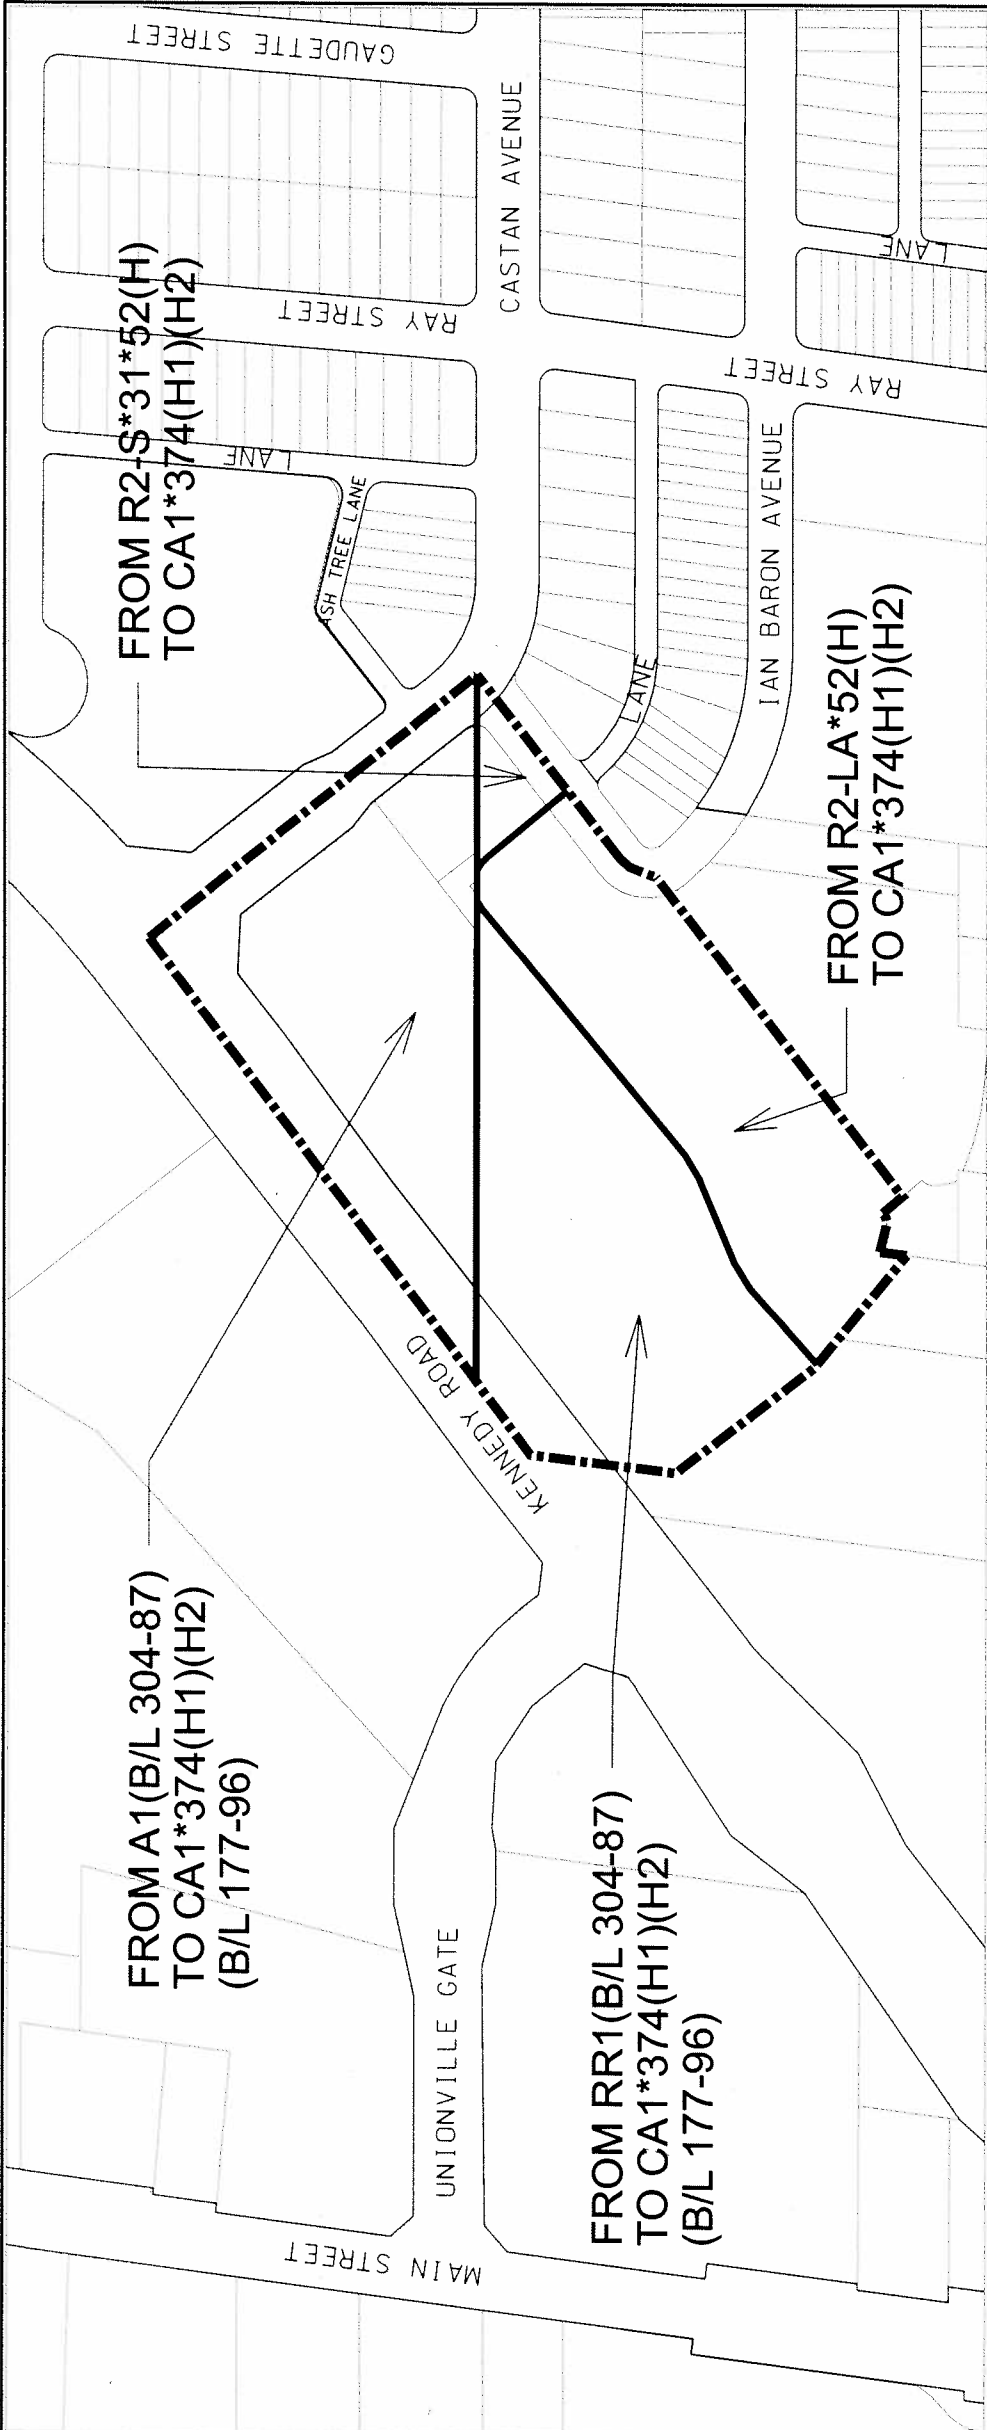 GAUDETTE STREET
CASTAN AVENUE
FROM R2-S*31*52(H)
TO CA1*374(H1)(H2)
RAY STREET
LANE
LANE
RAY STREET
ASH TREE LANE
IAN BARON AVENUE
LANE
FROM R2-LA*52(H)
TO CA1*374(H1)(H2)
KENNEDY ROAD
FROM A1(B/L 304-87)
TO CA1*374(H1)(H2)
(B/L 177-96)
FROM RR1(B/L 304-87)
TO CA1*374(H1)(H2)
(B/L 177-96)
UNIONVILLE GATE
MAIN STREET